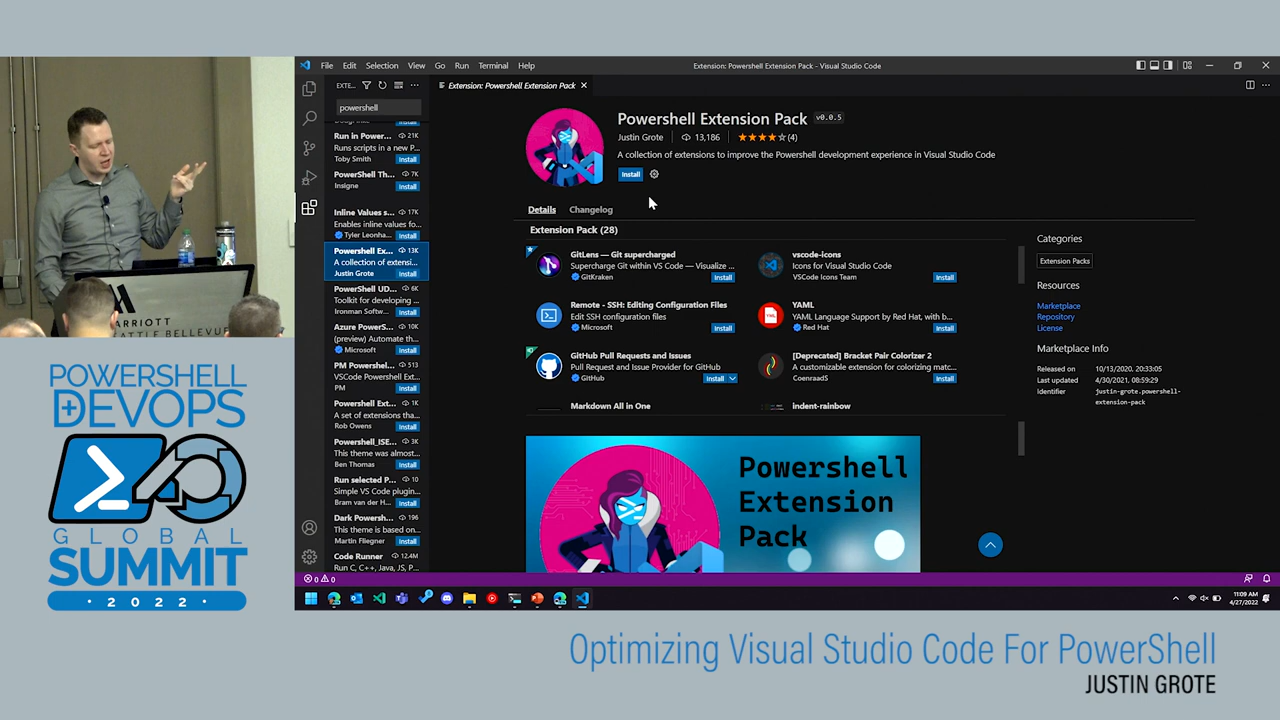 File Edit Selection View Go Run Terminal Help
Extension: Powershell Extension Pack - Visual Studio Code
EXTE...
Extension: Powershell Extension Pack
powershell
Run in Power... 21K
Runs scripts in a new P...
Toby Smith Install
PowerShell Th... 7K
Insigne Install
Inline Values s... 17K
Enables inline values fo...
Tyler Leonha... Install
Powershell Ex... 13K
A collection of extensi...
Justin Grote Install
PowerShell UD... 6K
Toolkit for developing ...
Ironman Softw... Install
Azure PowerS... 10K
(preview) Automate th...
Microsoft Install
PM Powershel... 513
VSCode Powershell Ext...
PM Install
Powershell Ext... 1K
A set of extensions tha...
Rob Owens Install
Powershell_ISE... 3K
This theme was almost...
Ben Thomas Install
Run selected P... 10
Simple VS Code plugin...
Bram van der H... Install
Dark Powersh... 196
This theme is based on...
Martin Fliegner Install
Code Runner 12.4M
Run C, C++, Java, JS, P...
Powershell Extension Pack v0.0.5
Justin Grote 13,186 (4)
A collection of extensions to improve the Powershell development experience in Visual Studio Code
Install
Details Changelog
Extension Pack (28)
GitLens — Git supercharged
Supercharge Git within VS Code — Visualize ...
GitKraken Install
vscode-icons
Icons for Visual Studio Code
VSCode Icons Team Install
Remote - SSH: Editing Configuration Files
Edit SSH configuration files
Microsoft Install
YAML
YAML Language Support by Red Hat, with b...
Red Hat Install
GitHub Pull Requests and Issues
Pull Request and Issue Provider for GitHub
GitHub Install
[Deprecated] Bracket Pair Colorizer 2
A customizable extension for colorizing matc...
CoenraadS Install
Markdown All in One
indent-rainbow
Powershell
Extension
Pack
Categories
Extension Packs
Resources
Marketplace
Repository
License
Marketplace Info
Released on 10/13/2020, 20:33:05
Last updated 4/30/2021, 08:59:29
Identifier justin-grote.powershell-
extension-pack
0 0
11:09 AM
4/27/2022
POWERSHELL
DEVOPS
GLOBAL
SUMMIT
· 2022 ·
Optimizing Visual Studio Code For PowerShell
JUSTIN GROTE